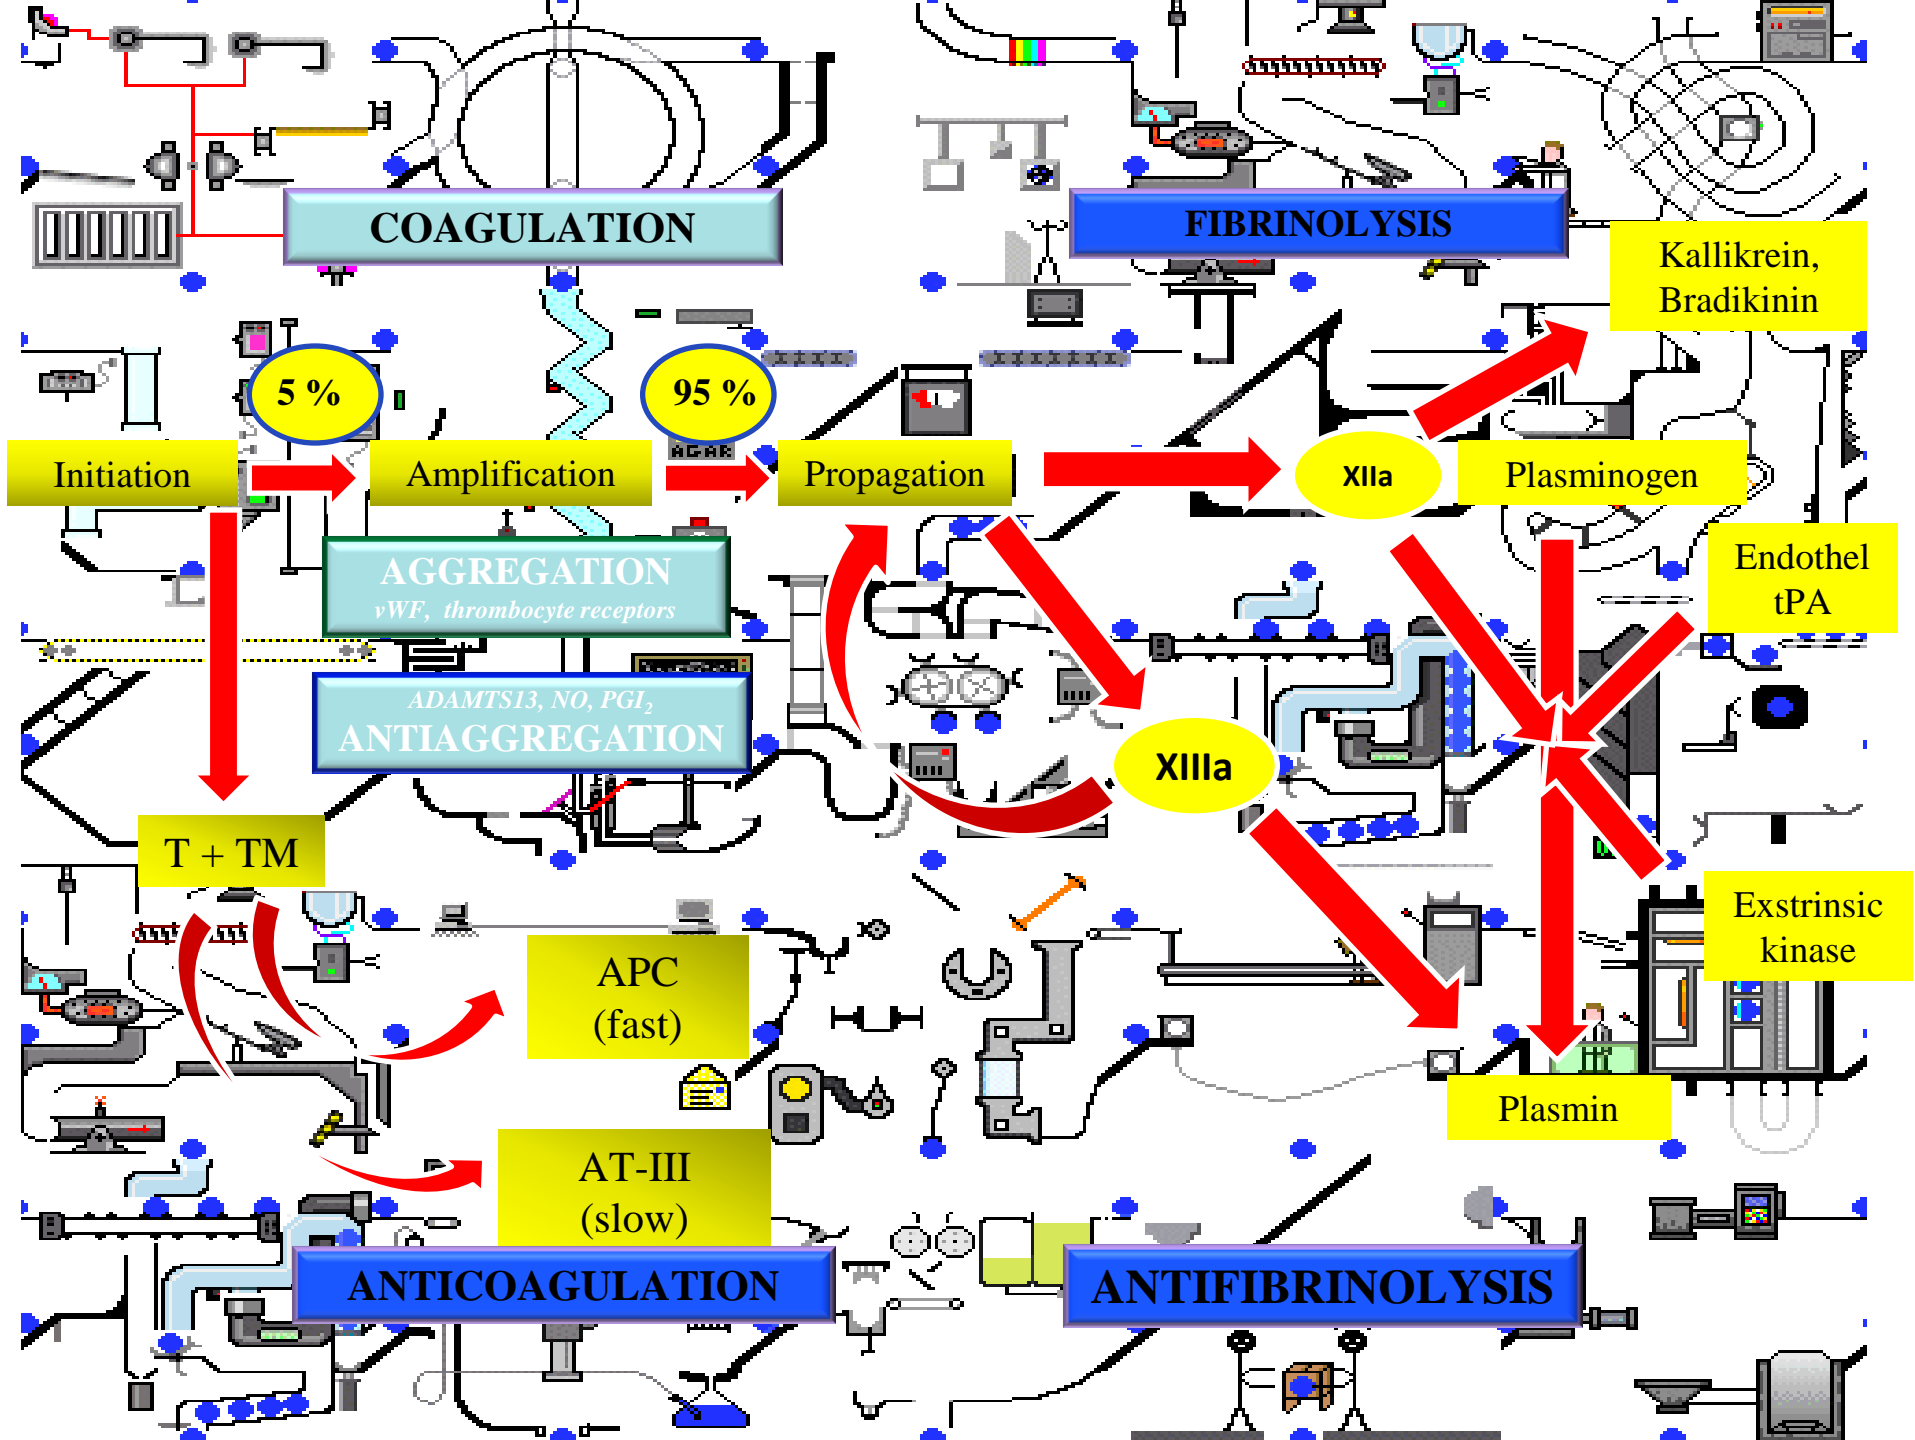 COAGULATION
FIBRINOLYSIS
Kallikrein,
Bradikinin
5 %
95 %
AGAR
Initiation
Amplification
Propagation
XIIa
Plasminogen
AGGREGATION
vWF, thrombocyte receptors
Endothel
tPA
ADAMTS13, NO, PGI₂
ANTIAGGREGATION
XIIIa
T + TM
APC
(fast)
Exstrinsic
kinase
Plasmin
AT-III
(slow)
ANTICOAGULATION
ANTIFIBRINOLYSIS